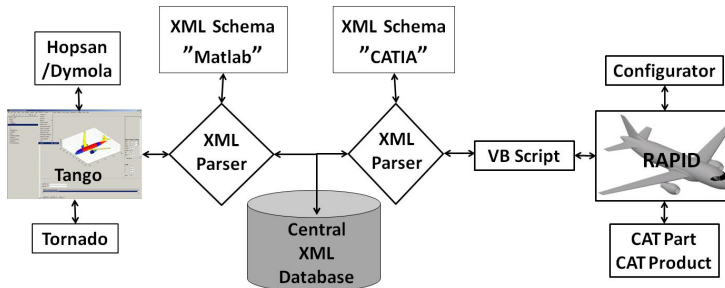 Hopsan
/Dymola
XML Schema
"Matlab"
XML Schema
"CATIA"
Configurator
Tango
XML
Parser
XML
Parser
VB Script
RAPID
Tornado
Central
XML
Database
CAT Part
CAT Product